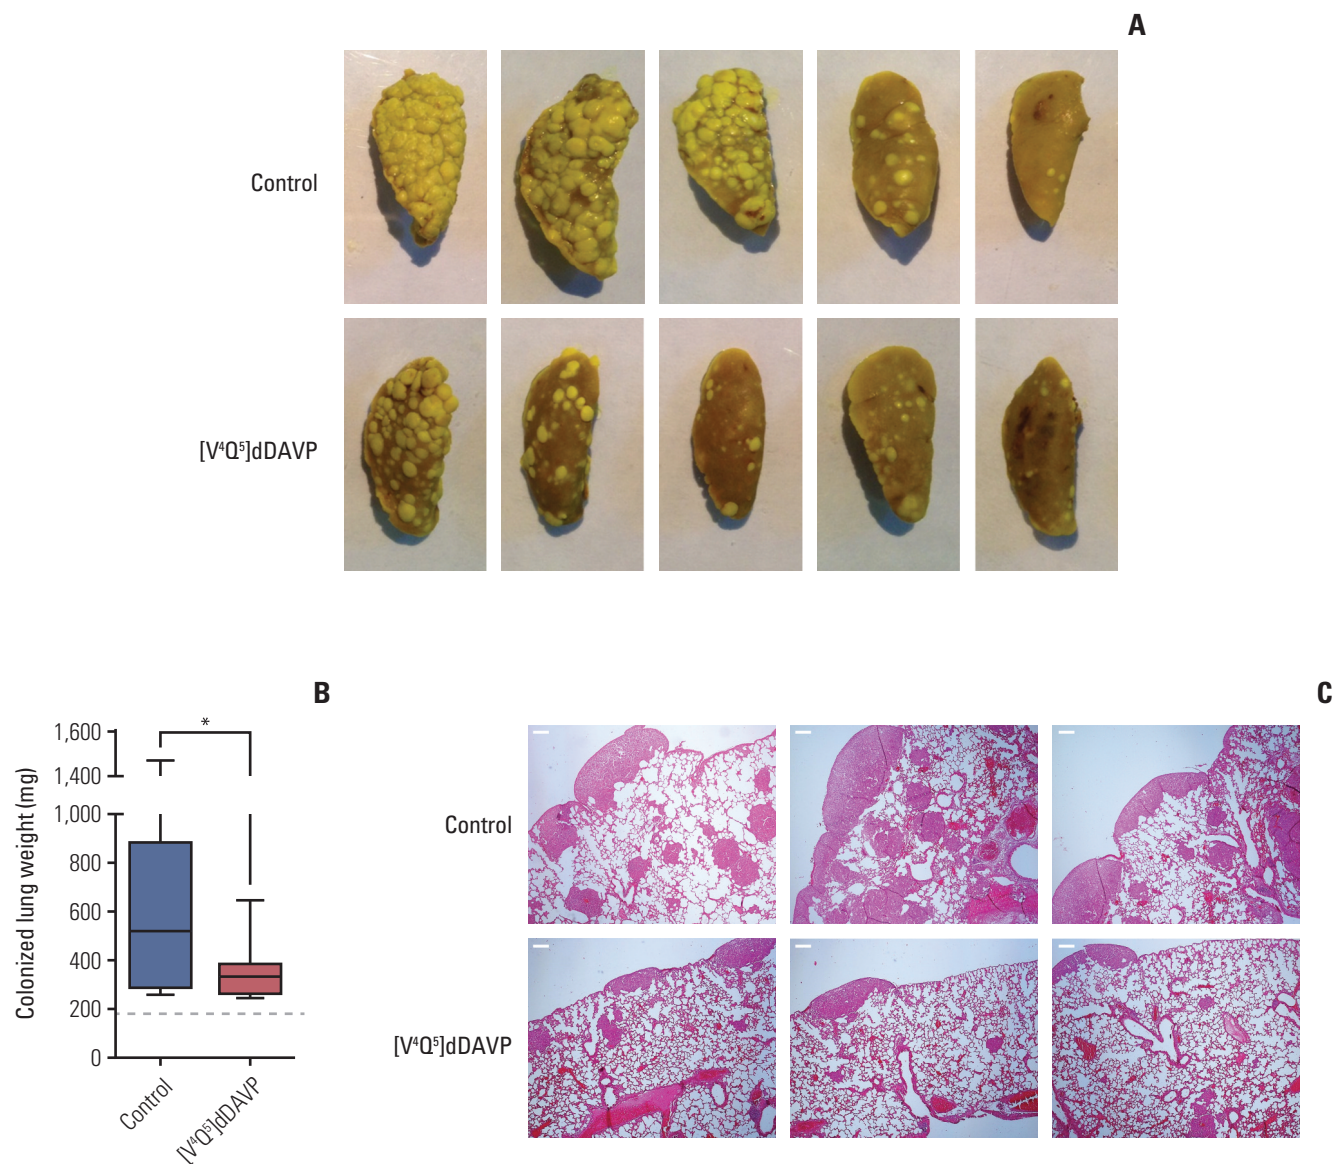 A
Control
[V⁴Q⁵]dDAVP
B
Colonized lung weight (mg)
1,600
1,400
1,000
800
600
400
200
0
*
Control
[V⁴Q⁵]dDAVP
C
Control
[V⁴Q⁵]dDAVP